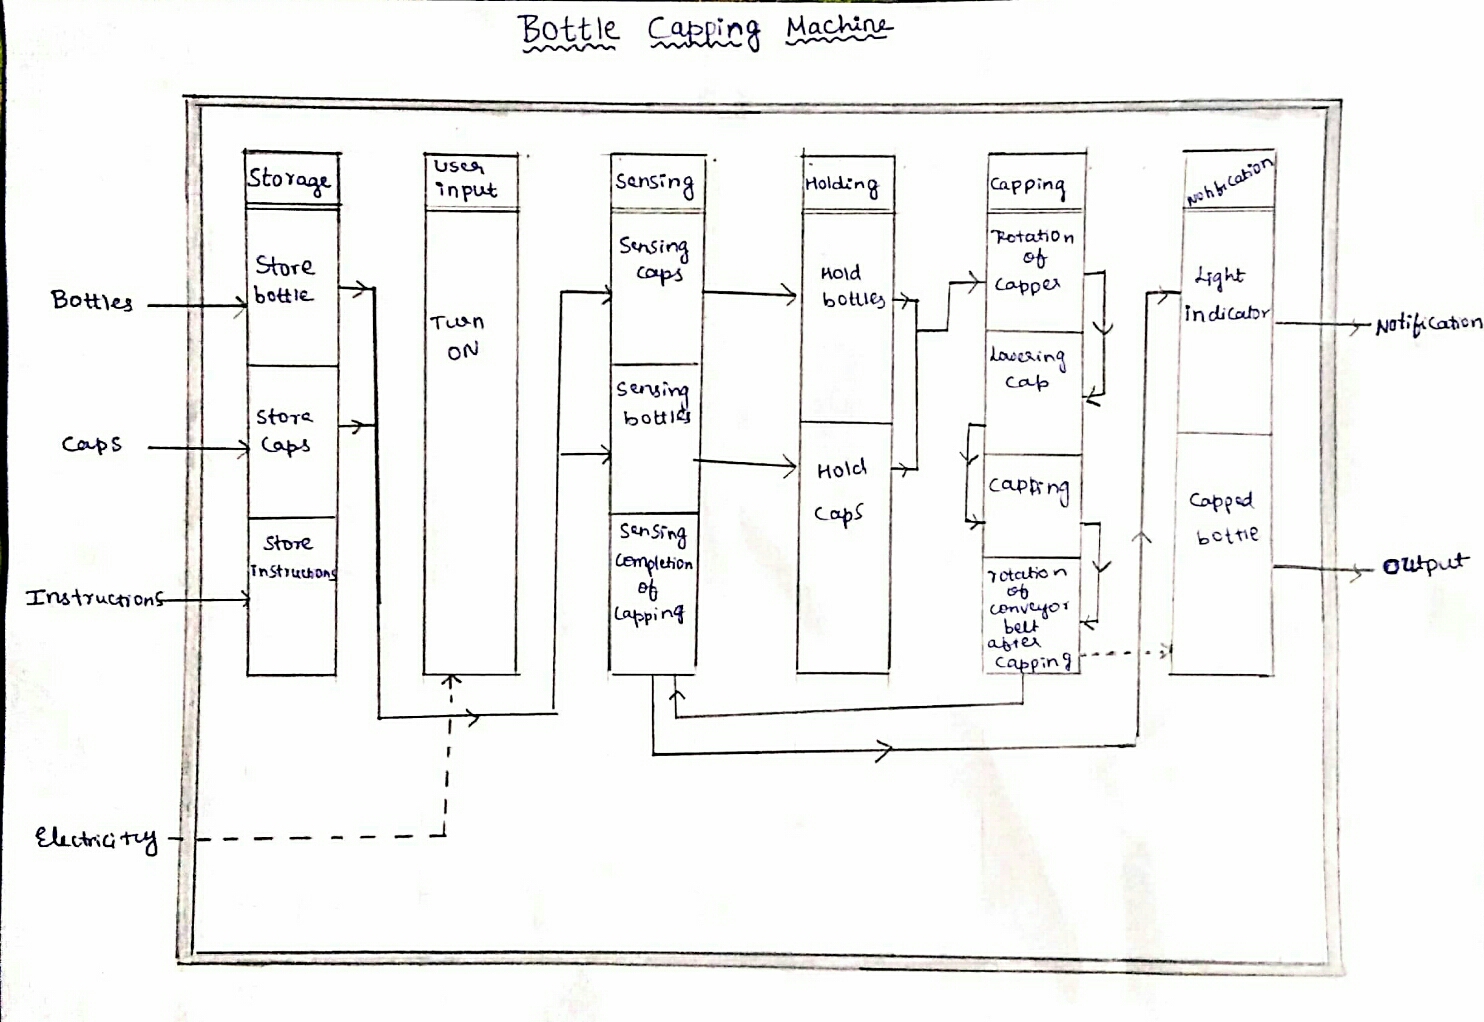 Bottle Capping Machine
Storage
Store
bottle
Store
Caps
Store
instructions
User
input
Turn
ON
Sensing
Sensing
caps
Sensing
bottles
Sensing
completion
of
Capping
Holding
Hold
bottles
Hold
Caps
Capping
Rotation
of
capper
Lowering
Cap
Capping
rotation
of
conveyor
belt
after
Capping
Notification
Light
indicator
Capped
bottle
Bottles
Caps
Instructions
Electricity
Notification
Output